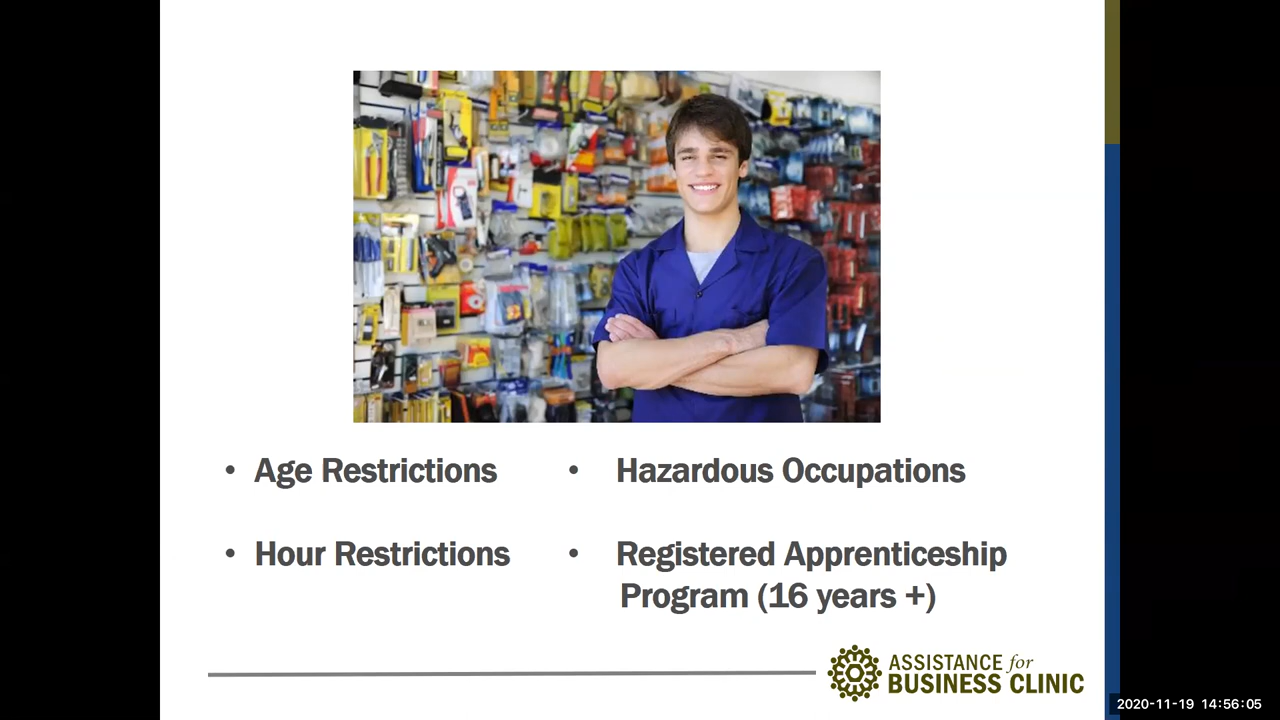 • Age Restrictions
• Hour Restrictions
• Hazardous Occupations
• Registered Apprenticeship
Program (16 years +)
ASSISTANCE for
BUSINESS CLINIC
2020-11-19 14:56:05